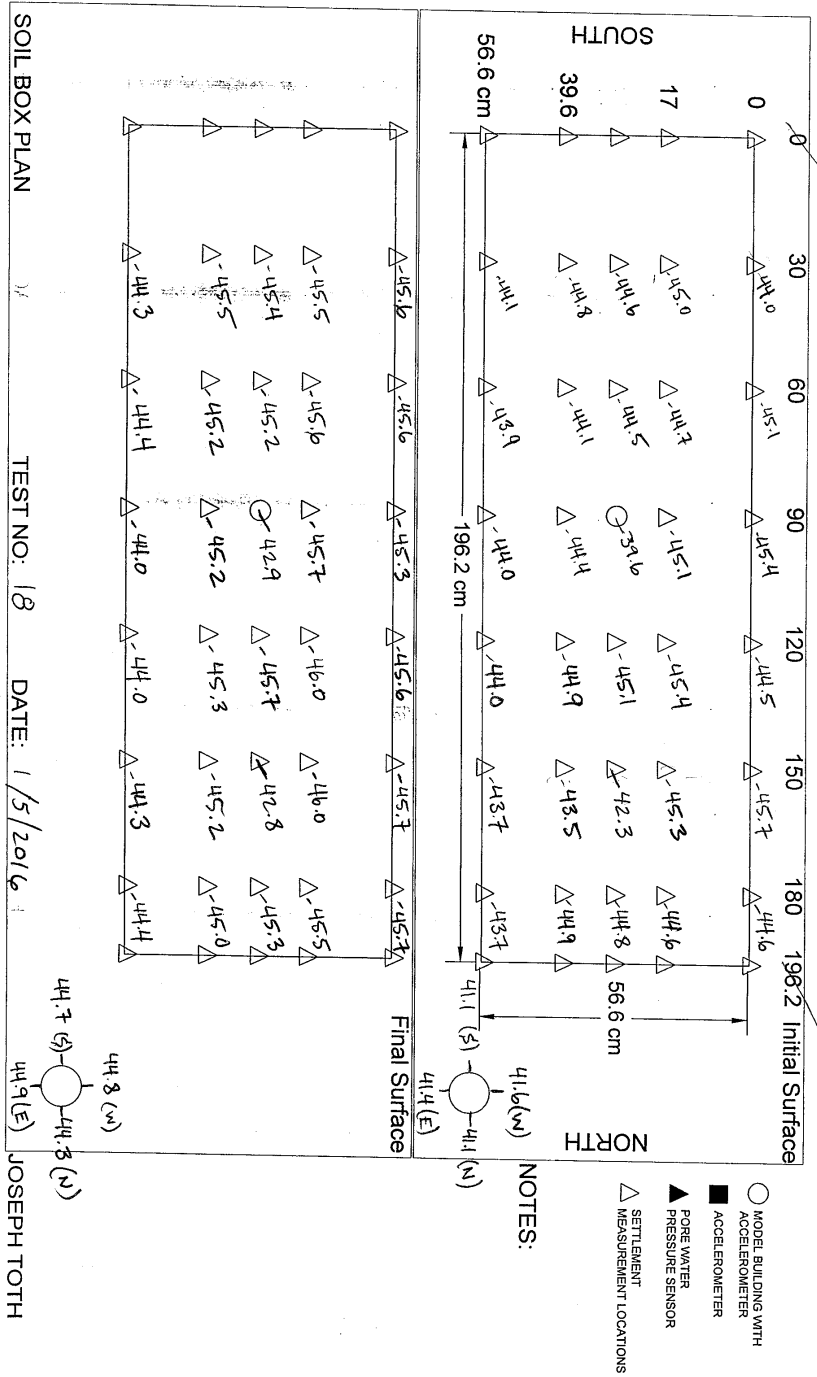 0 30 60 90 120 150 180 196.2 Initial Surface
0 -44.0 -45.1 -45.4 -44.5 -45.7 -44.6
17 -45.0 -44.7 -45.1 -45.4 -45.3 -44.6
-44.6 -44.5 -39.6 -45.1 -42.3 -44.8
39.6 -44.8 -44.1 -44.4 -44.9 -43.5 -44.9
56.6 cm -44.1 -43.9 -44.0 -44.0 -43.7 -43.7
196.2 cm
56.6 cm
SOUTH
NORTH
41.6 (W)
41.1 (S)
41.1 (N)
41.4 (E)
MODEL BUILDING WITH
ACCELEROMETER
ACCELEROMETER
PORE WATER
PRESSURE SENSOR
SETTLEMENT
MEASUREMENT LOCATIONS
NOTES:
Final Surface
-45.6 -45.6 -45.3 -45.6 -45.7 -45.7
-45.5 -45.6 -45.7 -46.0 -46.0 -45.5
-45.4 -45.2 -42.9 -45.7 -42.8 -45.3
-45.5 -45.2 -45.2 -45.3 -45.2 -45.0
-44.3 -44.4 -44.0 -44.0 -44.3 -44.4
44.8 (W)
44.7 (S)
44.3 (N)
44.9 (E)
SOIL BOX PLAN TEST NO: 18 DATE: 1/5/2016 JOSEPH TOTH